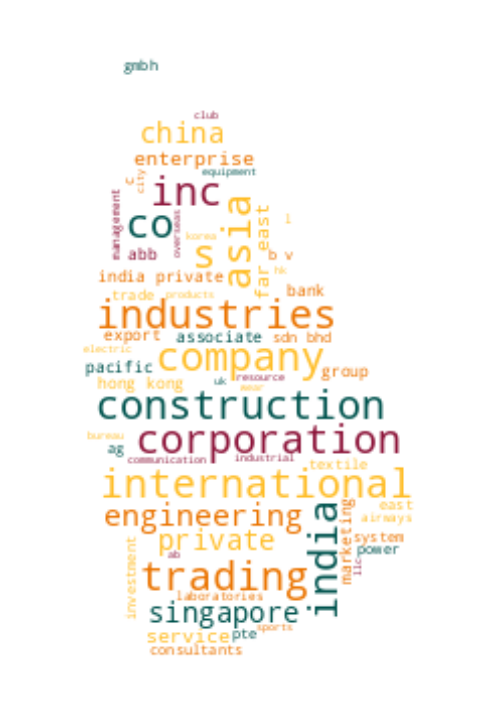 gmbh
club
china
enterprise
equipment
c
city
inc
management
co
overseas
korea
asia
far east
l
abb
s
b v
hk
india private
bank
trade
products
industries
export
associate
sdn bhd
electric
company
pacific
uk
resource
group
hong kong
wear
construction
bureau
corporation
ag
communication
industrial
textile
international
east
engineering
airways
private
india
marketing
system
power
ab
llc
investment
trading
laboratories
singapore
service
pte
sports
consultants